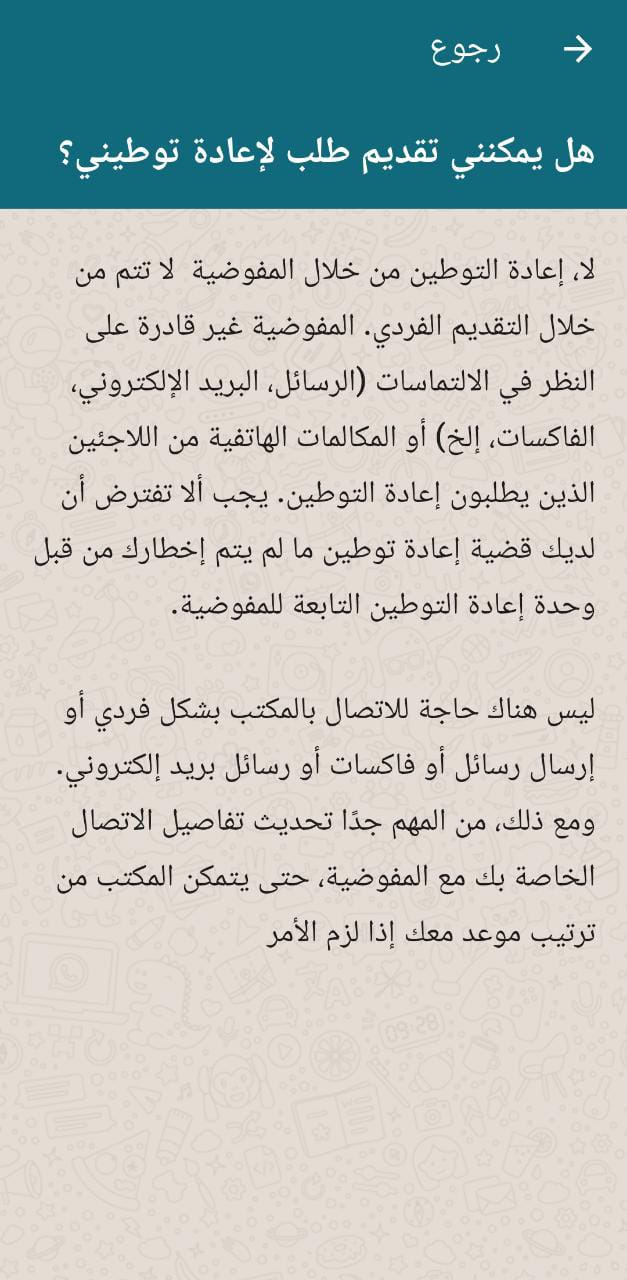 رجوع
هل يمكنني تقديم طلب لإعادة توطيني؟
لا، إعادة التوطين من خلال المفوضية لا تتم من
خلال التقديم الفردي. المفوضية غير قادرة على
النظر في الالتماسات (الرسائل، البريد الإلكتروني،
الفاكسات، إلخ) أو المكالمات الهاتفية من اللاجئين
الذين يطلبون إعادة التوطين. يجب ألا تفترض أن
لديك قضية إعادة توطين ما لم يتم إخطارك من قبل
وحدة إعادة التوطين التابعة للمفوضية.
ليس هناك حاجة للاتصال بالمكتب بشكل فردي أو
إرسال رسائل أو فاكسات أو رسائل بريد إلكتروني.
ومع ذلك، من المهم جدًا تحديث تفاصيل الاتصال
الخاصة بك مع المفوضية، حتى يتمكن المكتب من
ترتيب موعد معك إذا لزم الأمر
09:28